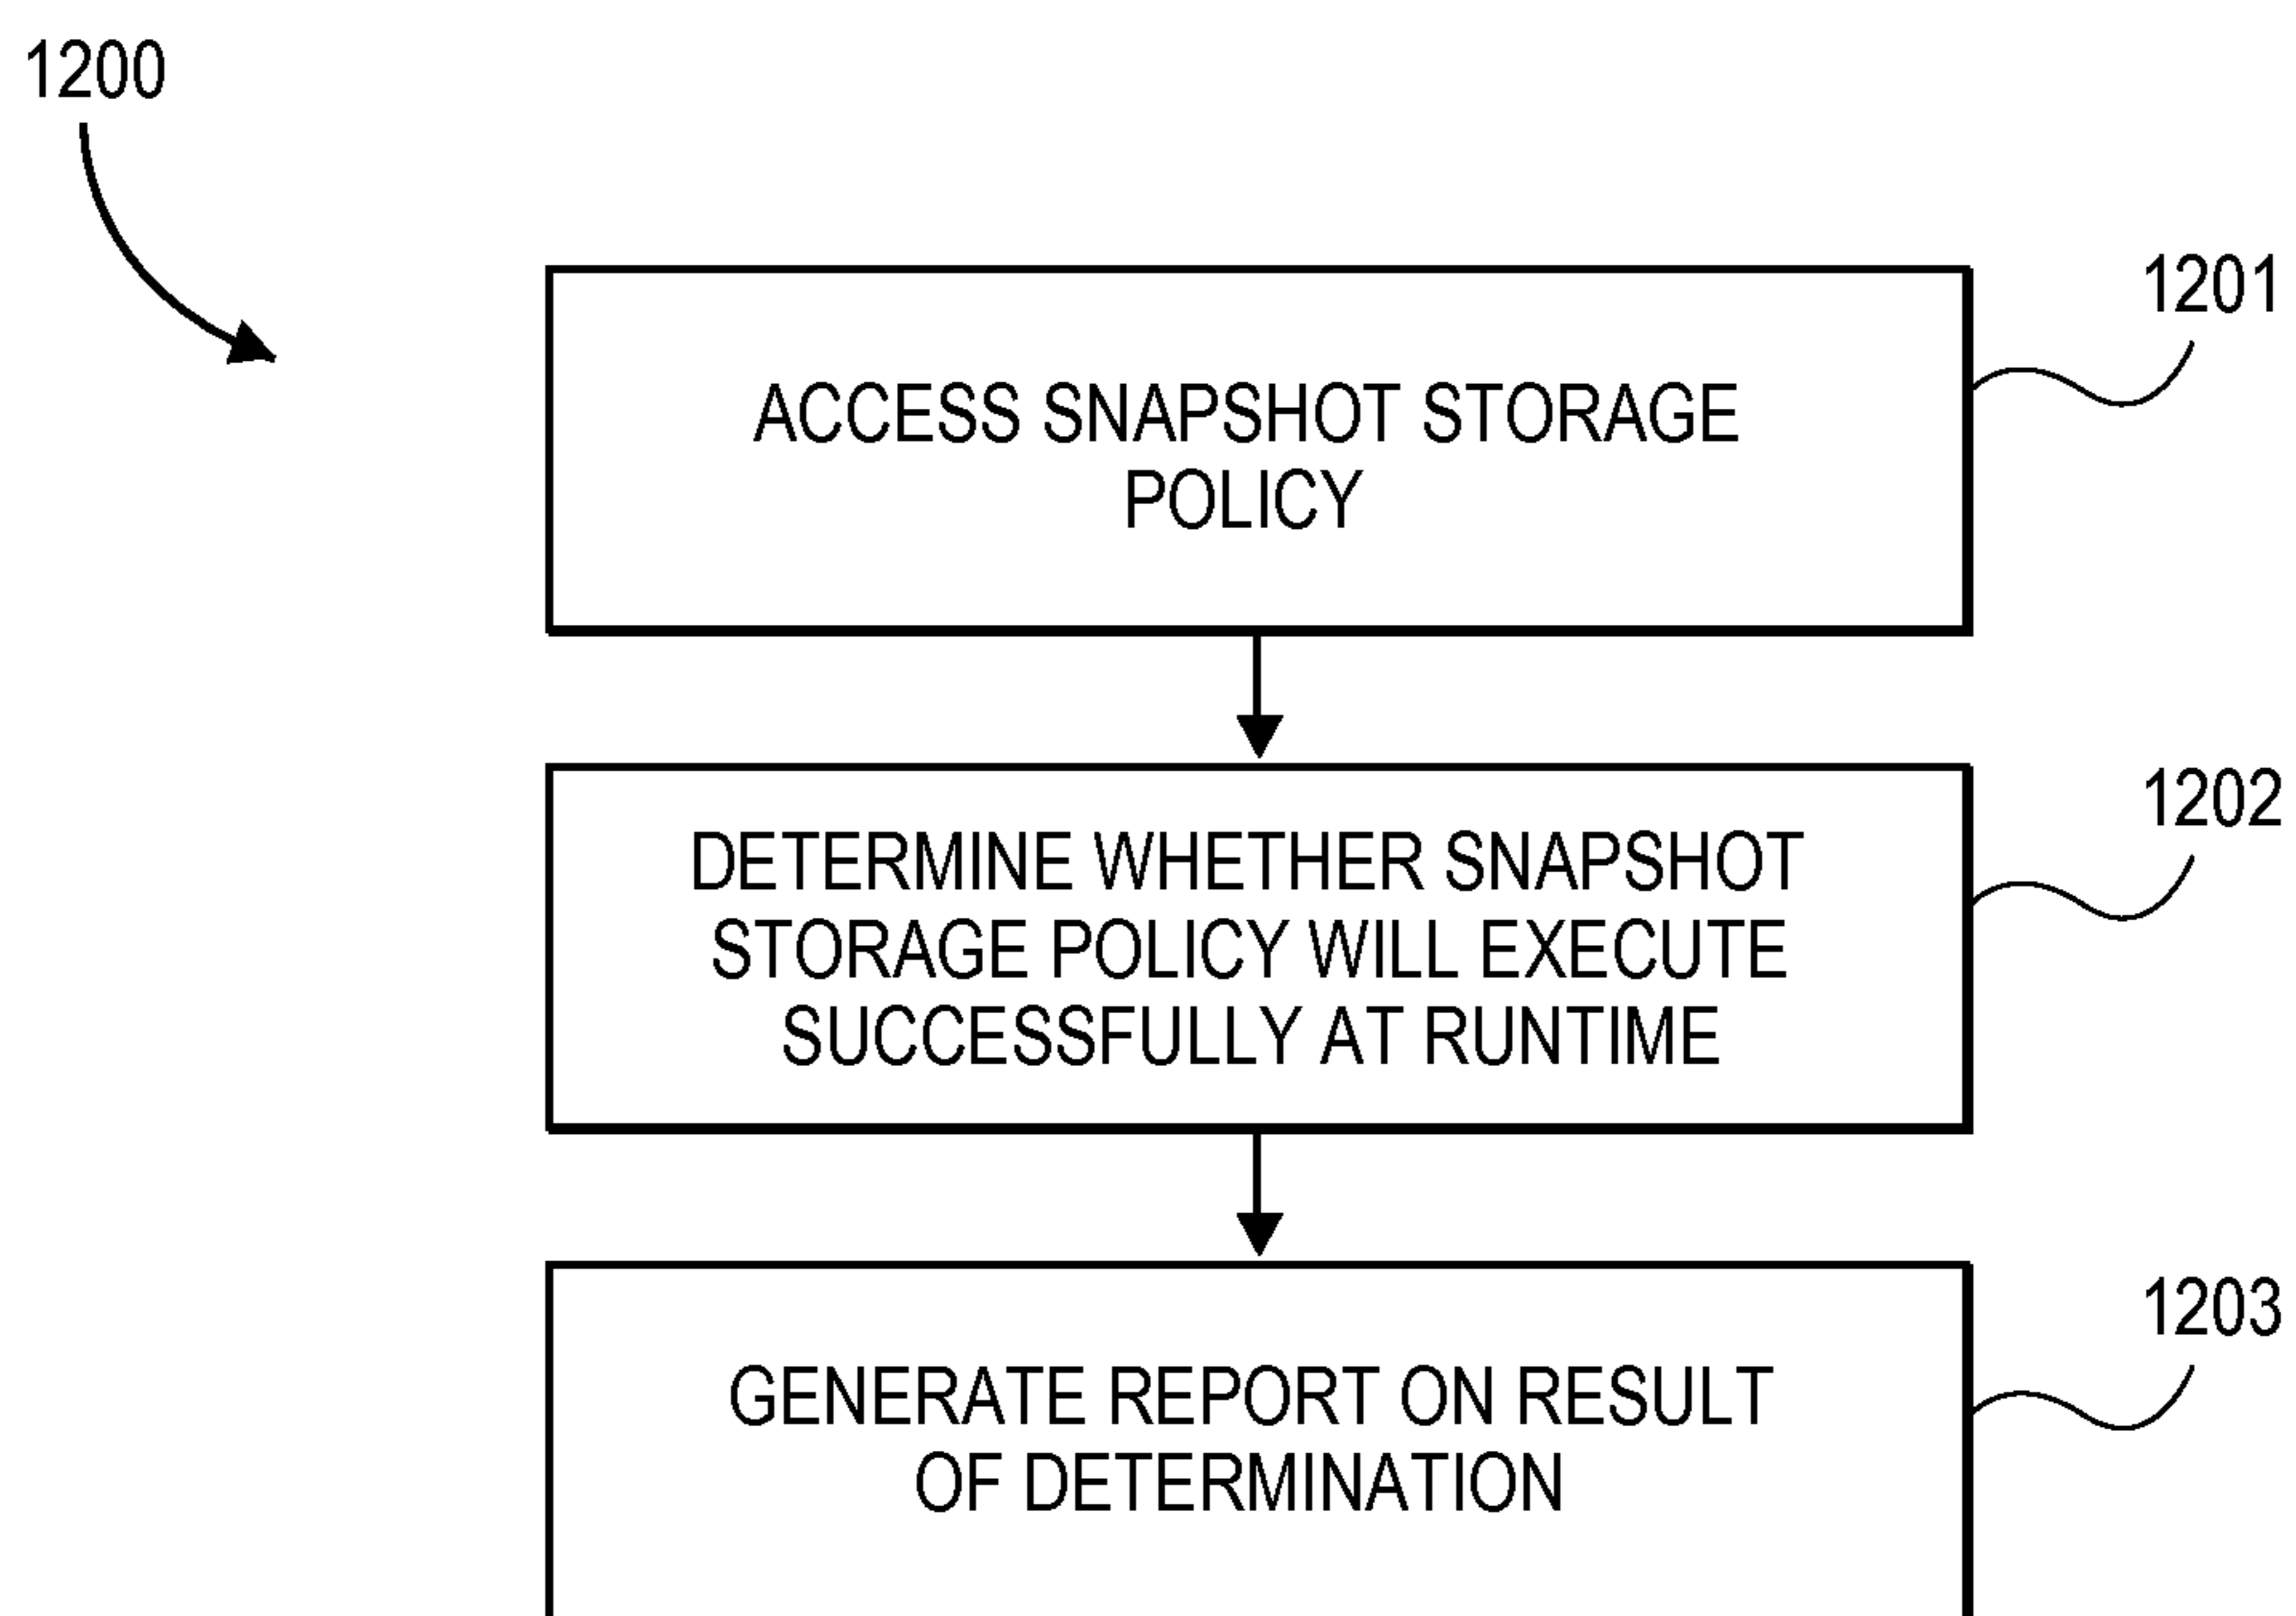 1200
1201
ACCESS SNAPSHOT STORAGE
POLICY
1202
DETERMINE WHETHER SNAPSHOT
STORAGE POLICY WILL EXECUTE
SUCCESSFULLY AT RUNTIME
1203
GENERATE REPORT ON RESULT
OF DETERMINATION